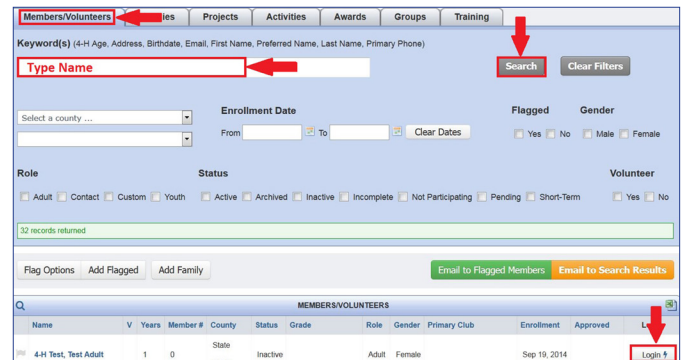 Members/Volunteers ies Projects Activities Awards Groups Training
Keyword(s) (4-H Age, Address, Birthdate, Email, First Name, Preferred Name, Last Name, Primary Phone)
Type Name Search Clear Filters
Enrollment Date Flagged Gender
Select a county ...
From To Clear Dates Yes No Male Female
Role Status Volunteer
Adult Contact Custom Youth Active Archived Inactive Incomplete Not Participating Pending Short-Term Yes No
32 records returned
Flag Options Add Flagged Add Family Email to Flagged Members Email to Search Results
MEMBERS/VOLUNTEERS
Name V Years Member # County Status Grade Role Gender Primary Club Enrollment Approved
State
4-H Test, Test Adult 1 0 Inactive Adult Female Sep 19, 2014 Login